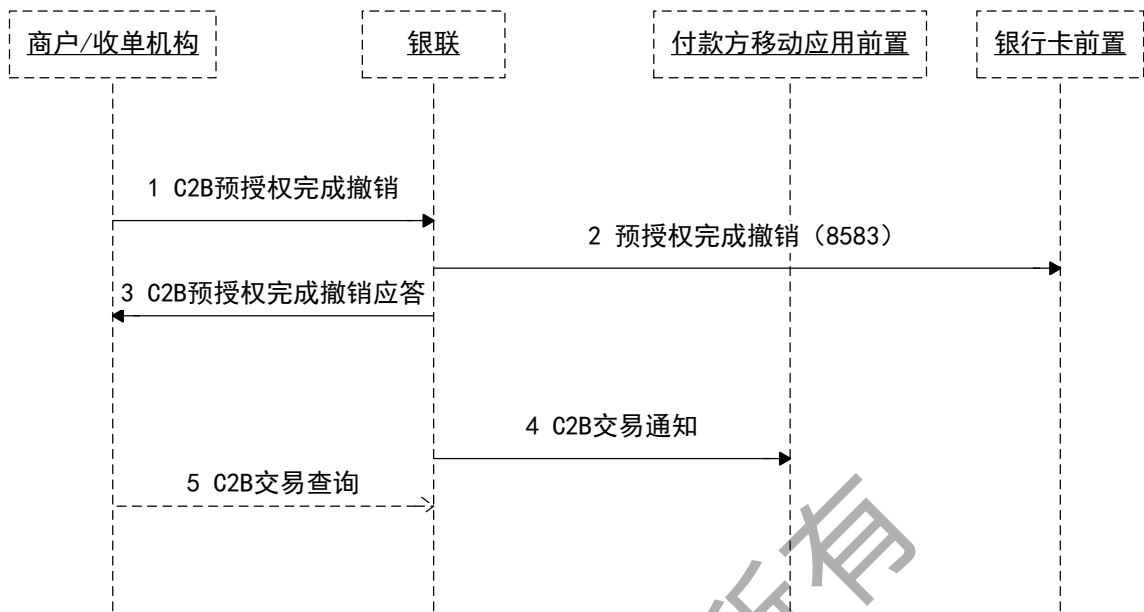 商户/收单机构
银联
付款方移动应用前置
银行卡前置
1 C2B预授权完成撤销
2 预授权完成撤销（8583）
3 C2B预授权完成撤销应答
4 C2B交易通知
5 C2B交易查询
所有